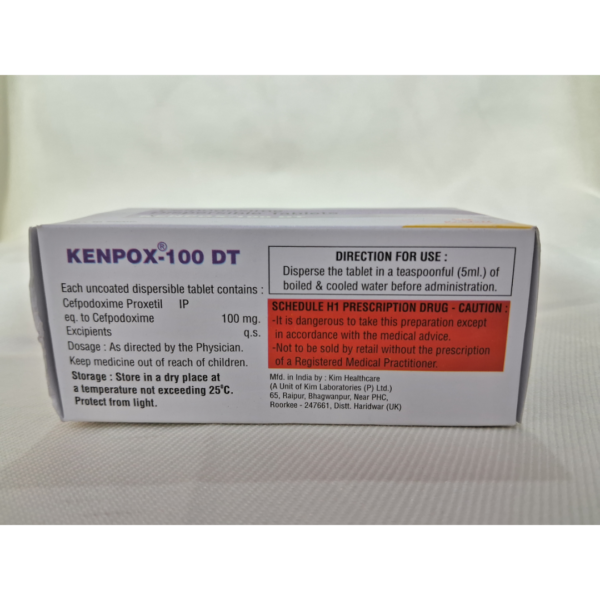 KENPOX®-100 DT
Each uncoated dispersible tablet contains :
Cefpodoxime Proxetil IP
eq. to Cefpodoxime 100 mg.
Excipients q.s.
Dosage : As directed by the Physician.
Keep medicine out of reach of children.
Storage : Store in a dry place at
a temperature not exceeding 25°C.
Protect from light.
DIRECTION FOR USE :
Disperse the tablet in a teaspoonful (5ml.) of
boiled & cooled water before administration.
SCHEDULE H1 PRESCRIPTION DRUG - CAUTION :
-It is dangerous to take this preparation except
in accordance with the medical advice.
-Not to be sold by retail without the prescription
of a Registered Medical Practitioner.
Mfd. in India by : Kim Healthcare
(A Unit of Kim Laboratories (P) Ltd.)
65, Raipur, Bhagwanpur, Near PHC,
Roorkee - 247661, Distt. Haridwar (UK)